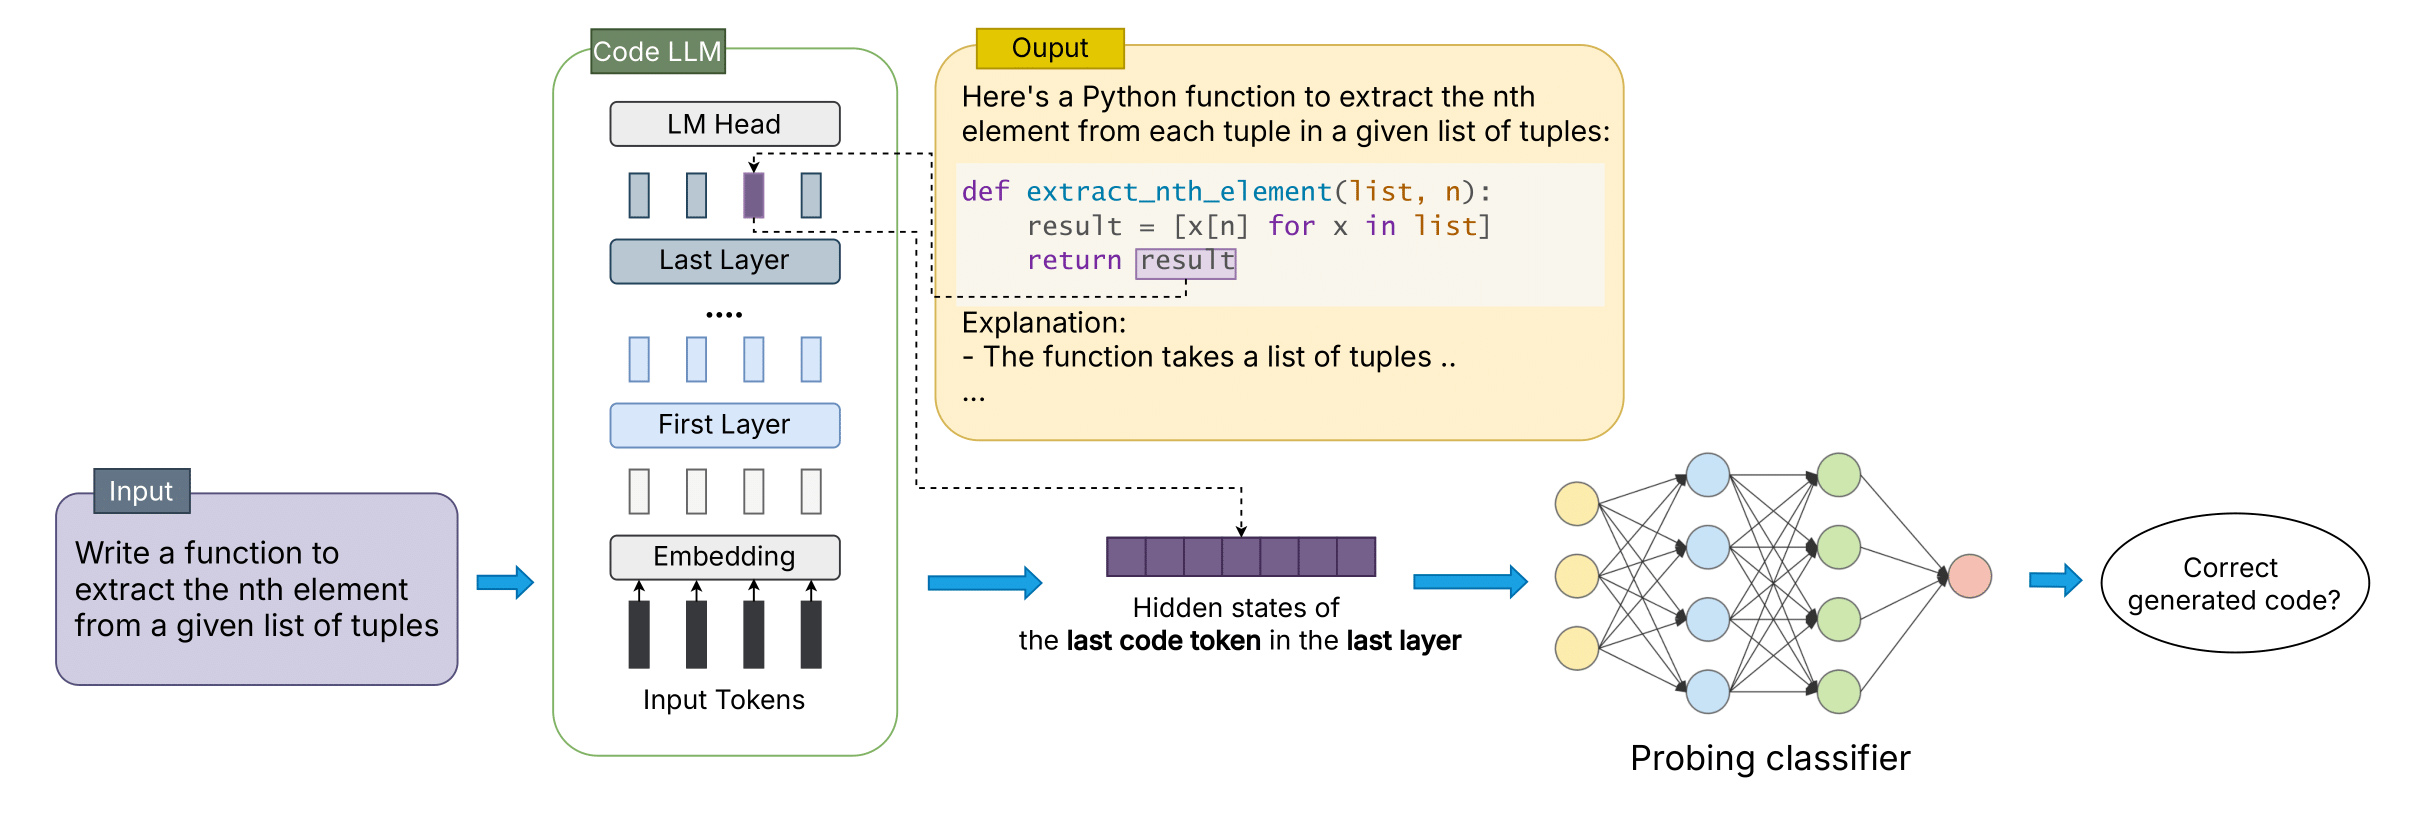 Input
Write a function to
extract the nth element
from a given list of tuples
Code LLM
LM Head
Last Layer
....
First Layer
Embedding
Input Tokens
Ouput
Here's a Python function to extract the nth
element from each tuple in a given list of tuples:
def extract_nth_element(list, n):
    result = [x[n] for x in list]
    return result
Explanation:
- The function takes a list of tuples ..
...
Hidden states of
the last code token in the last layer
Probing classifier
Correct
generated code?